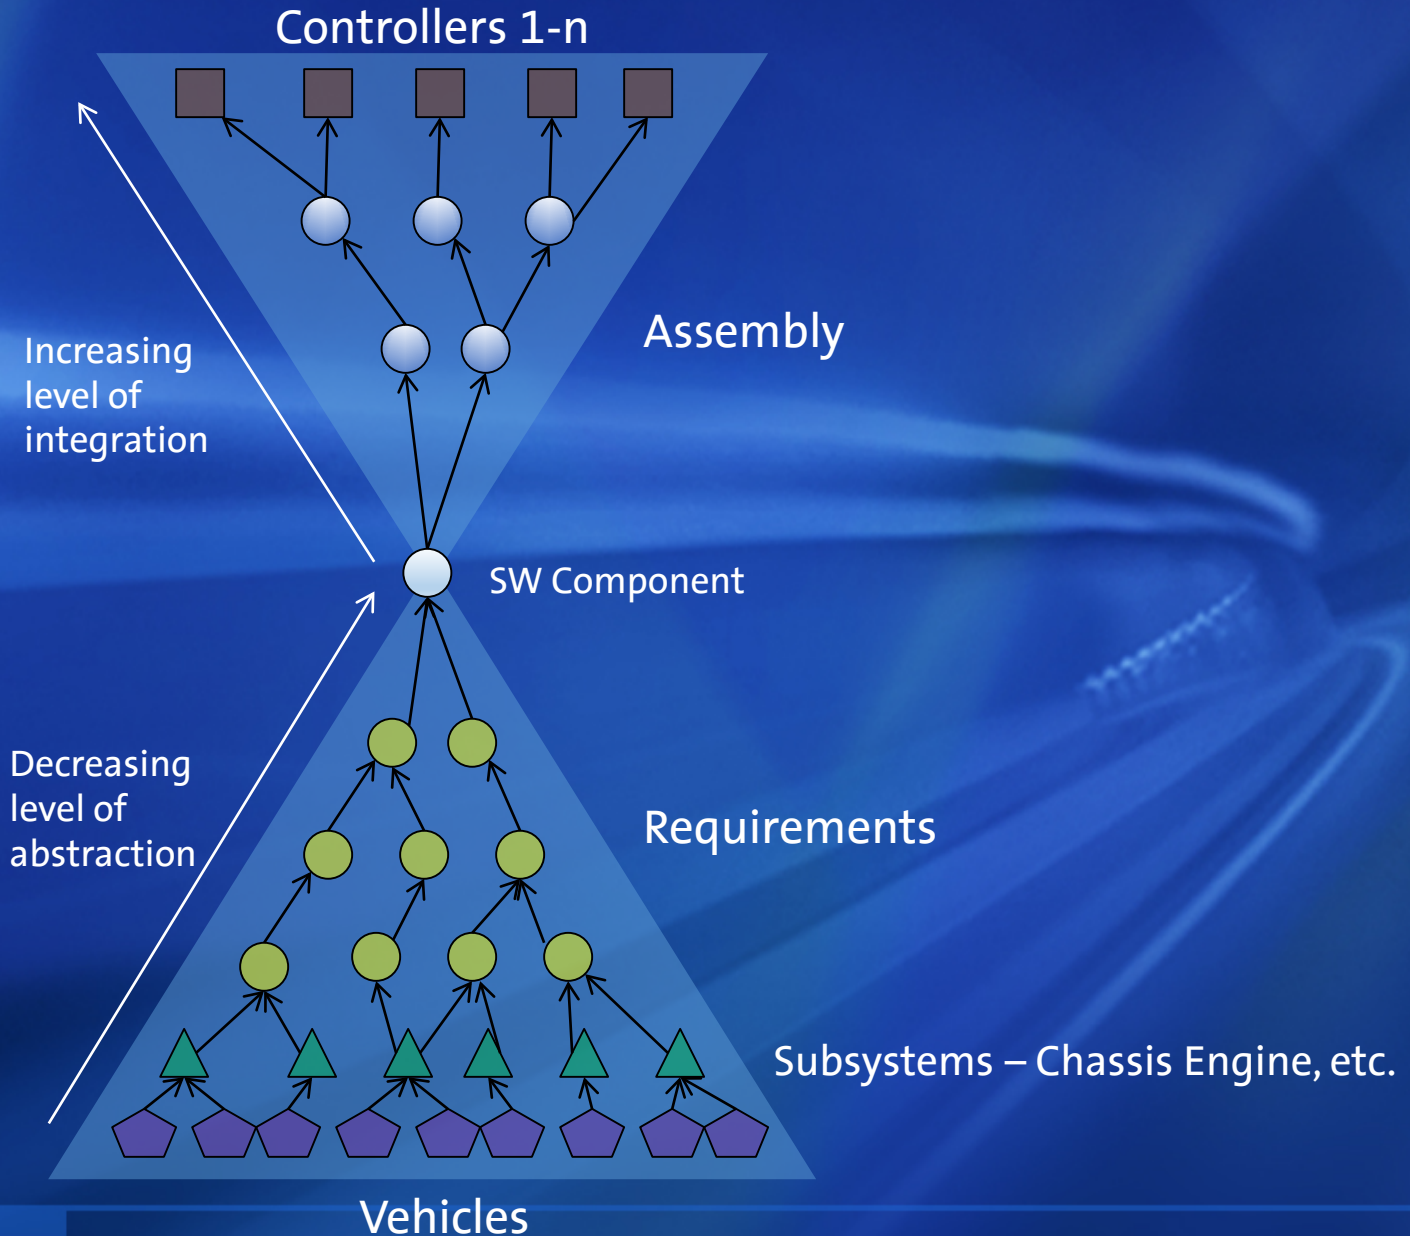 Controllers 1-n
Assembly
Increasing
level of
integration
SW Component
Decreasing
level of
abstraction
Requirements
Subsystems – Chassis Engine, etc.
Vehicles